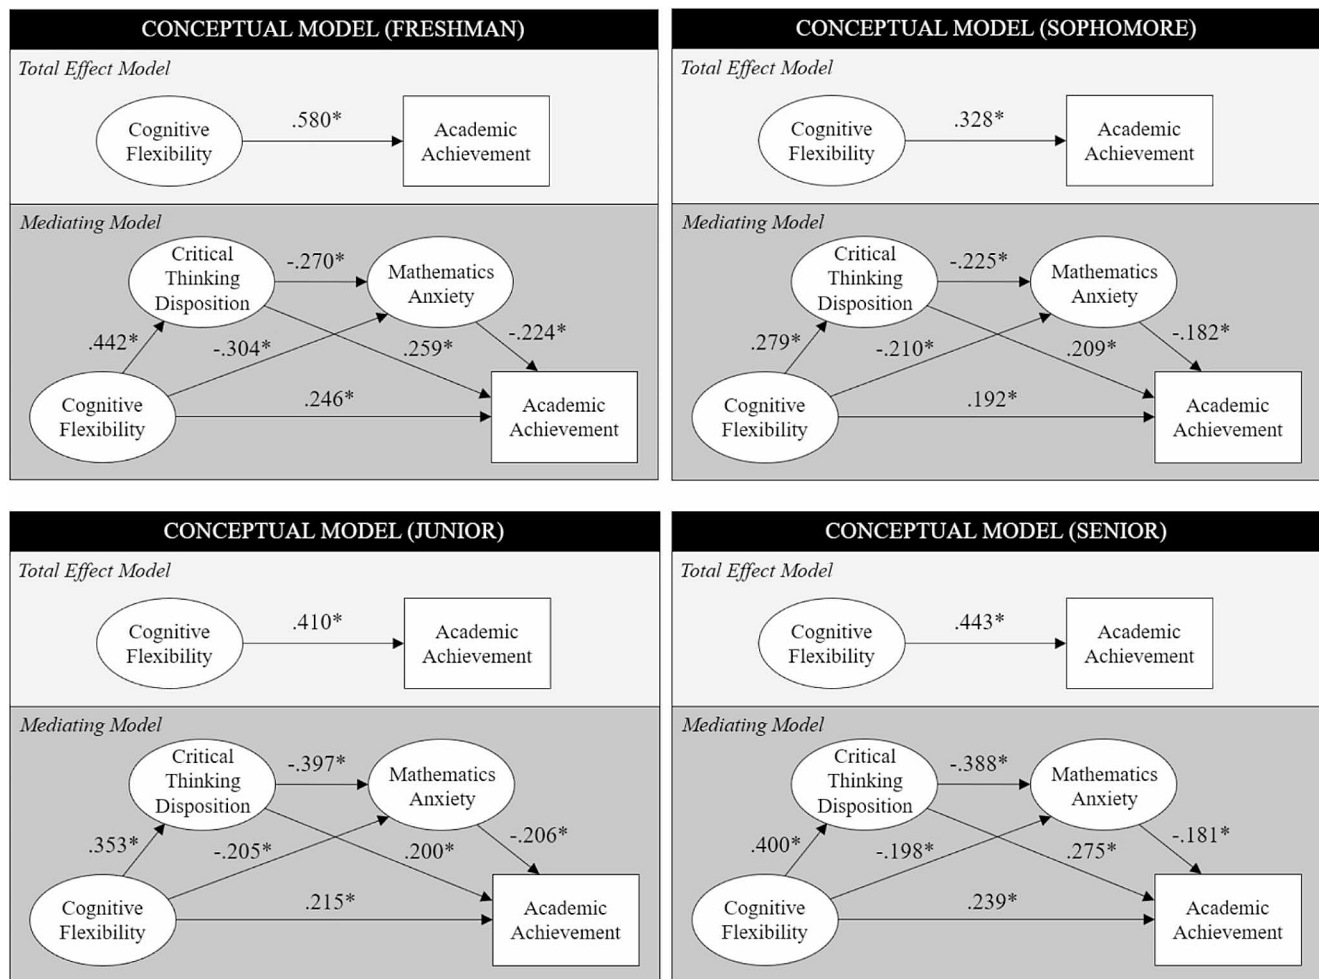 CONCEPTUAL MODEL (FRESHMAN)
Total Effect Model
Cognitive
Flexibility
.580*
Academic
Achievement
Mediating Model
Critical
Thinking
Disposition
-.270*
Mathematics
Anxiety
.442*
-.304*
.259*
-.224*
Cognitive
Flexibility
.246*
Academic
Achievement
CONCEPTUAL MODEL (SOPHOMORE)
Total Effect Model
Cognitive
Flexibility
.328*
Academic
Achievement
Mediating Model
Critical
Thinking
Disposition
-.225*
Mathematics
Anxiety
.279*
-.210*
.209*
-.182*
Cognitive
Flexibility
.192*
Academic
Achievement
CONCEPTUAL MODEL (JUNIOR)
Total Effect Model
Cognitive
Flexibility
.410*
Academic
Achievement
Mediating Model
Critical
Thinking
Disposition
-.397*
Mathematics
Anxiety
.353*
-.205*
.200*
-.206*
Cognitive
Flexibility
.215*
Academic
Achievement
CONCEPTUAL MODEL (SENIOR)
Total Effect Model
Cognitive
Flexibility
.443*
Academic
Achievement
Mediating Model
Critical
Thinking
Disposition
-.388*
Mathematics
Anxiety
.400*
-.198*
.275*
-.181*
Cognitive
Flexibility
.239*
Academic
Achievement